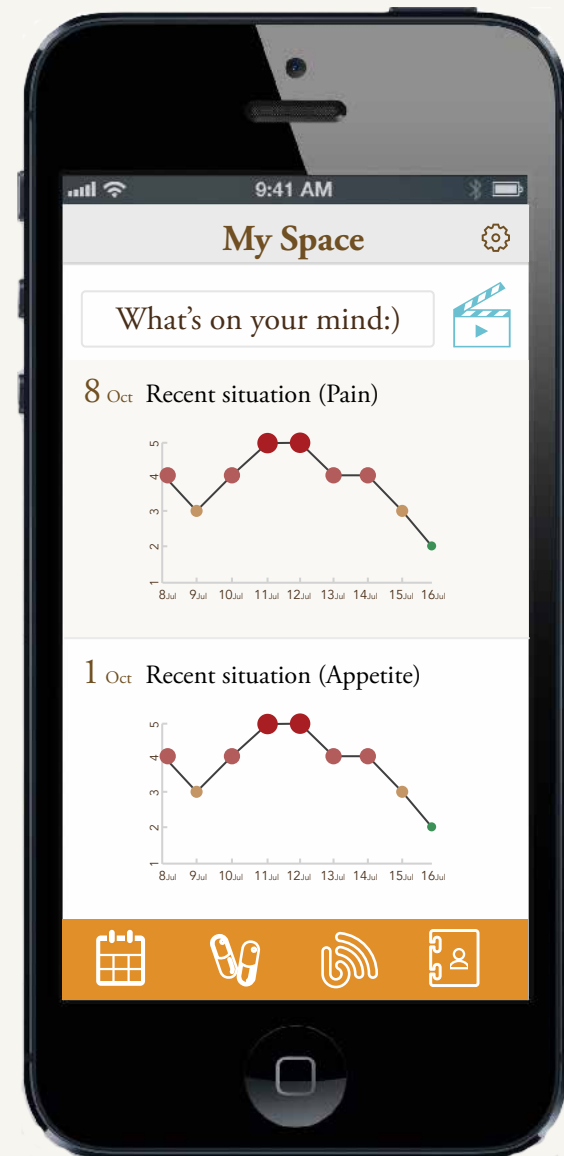 9:41 AM
My Space
What's on your mind:)
8 Oct Recent situation (Pain)
5
4
3
2
1
8Jul 9Jul 10Jul 11Jul 12Jul 13Jul 14Jul 15Jul 16Jul
1 Oct Recent situation (Appetite)
5
4
3
2
1
8Jul 9Jul 10Jul 11Jul 12Jul 13Jul 14Jul 15Jul 16Jul